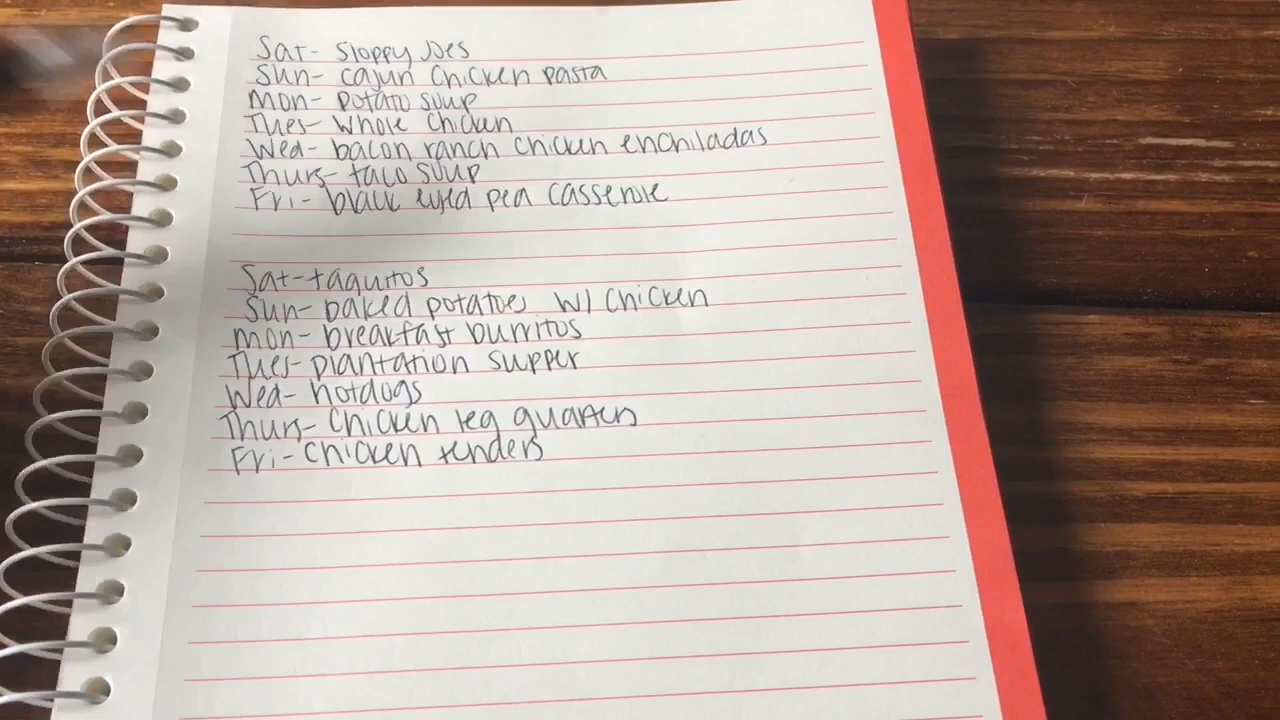 Sat- Sloppy Joes
Sun- cajun chicken pasta
Mon- potato soup
Tues- whole chicken
Wed- bacon ranch chicken enchiladas
Thurs- taco soup
Fri- black eyed pea casserole
Sat- taquitos
Sun- baked potatoes w/ chicken
Mon- breakfast burritos
Tues- plantation supper
Wed- hotdogs
Thurs- chicken leg quarters
Fri- chicken tenders